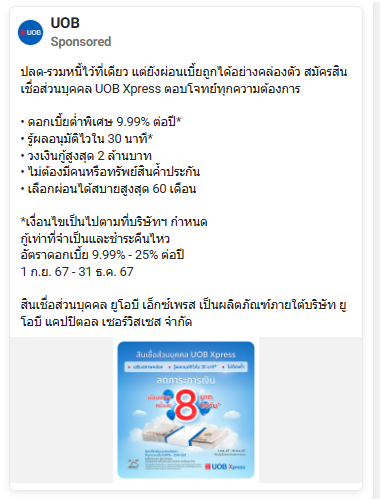 UOB
UOB
Sponsored
ปลด-รวมหนี้ไว้ที่เดียว แต่ยังผ่อนเบี้ยถูกได้อย่างคล่องตัว สมัครสิน
เชื่อส่วนบุคคล UOB Xpress ตอบโจทย์ทุกความต้องการ
• ดอกเบี้ยต่ำพิเศษ 9.99% ต่อปี*
• รู้ผลอนุมัติไวใน 30 นาที*
• วงเงินกู้สูงสุด 2 ล้านบาท
• ไม่ต้องมีคนหรือทรัพย์สินค้ำประกัน
• เลือกผ่อนได้สบายสูงสุด 60 เดือน
*เงื่อนไขเป็นไปตามที่บริษัทฯ กำหนด
กู้เท่าที่จำเป็นและชำระคืนไหว
อัตราดอกเบี้ย 9.99% - 25% ต่อปี
1 ก.ย. 67 - 31 ธ.ค. 67
สินเชื่อส่วนบุคคล ยูโอบี เอ็กซ์เพรส เป็นผลิตภัณฑ์ภายใต้บริษัท ยู
โอบี แคปปิตอล เซอร์วิสเซส จำกัด
สินเชื่อส่วนบุคคล UOB Xpress
ลดภาระการเงิน
8 บาท
UOB Xpress